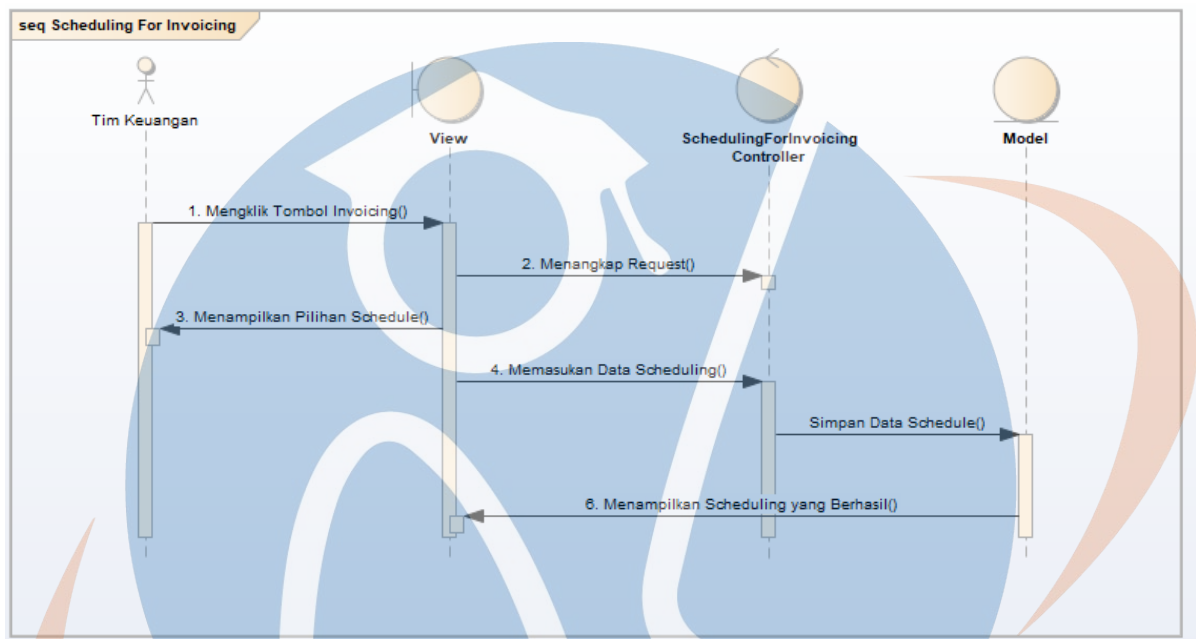 seq Scheduling For Invoicing
Tim Keuangan
View
SchedulingForInvoicing
Controller
Model
1. Mengklik Tombol Invoicing()
2. Menangkap Request()
3. Menampilkan Pilihan Schedule()
4. Memasukan Data Scheduling()
Simpan Data Schedule()
6. Menampilkan Scheduling yang Berhasil()